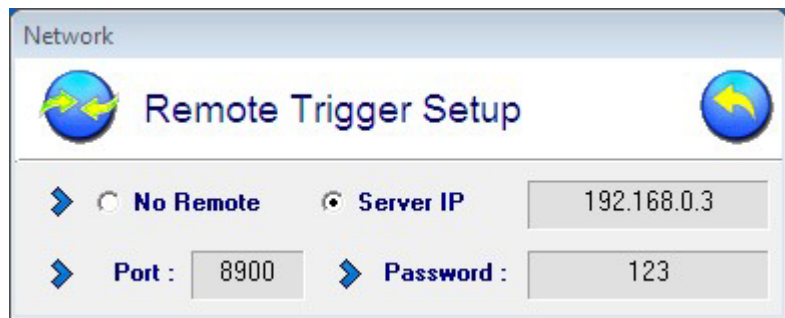 Network
Remote Trigger Setup
No Remote Server IP 192.168.0.3
Port : 8900 Password : 123